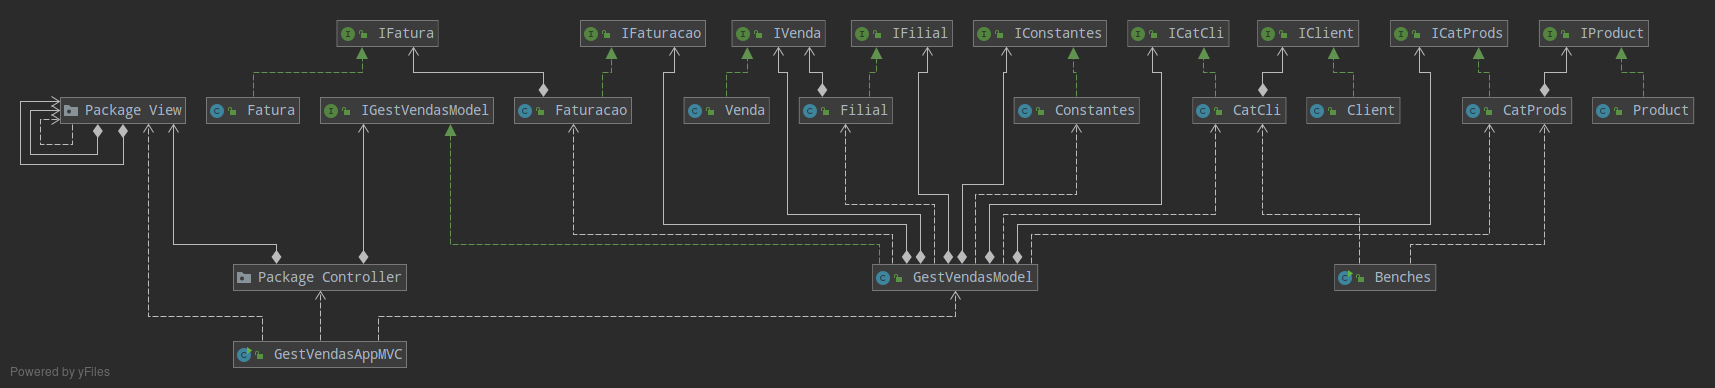 IFatura
IFaturacao
IVenda
IFilial
IConstantes
ICatCli
IClient
ICatProds
IProduct
Package View
Fatura
IGestVendasModel
Faturacao
Venda
Filial
Constantes
CatCli
Client
CatProds
Product
Package Controller
GestVendasModel
Benches
GestVendasAppMVC
Powered by yFiles